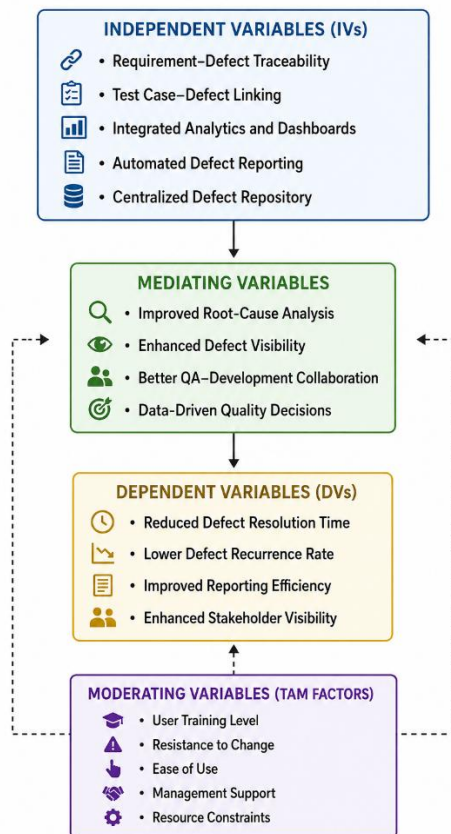 INDEPENDENT VARIABLES (IVs)
• Requirement–Defect Traceability
• Test Case–Defect Linking
• Integrated Analytics and Dashboards
• Automated Defect Reporting
• Centralized Defect Repository
MEDIATING VARIABLES
• Improved Root-Cause Analysis
• Enhanced Defect Visibility
• Better QA–Development Collaboration
• Data-Driven Quality Decisions
DEPENDENT VARIABLES (DVs)
• Reduced Defect Resolution Time
• Lower Defect Recurrence Rate
• Improved Reporting Efficiency
• Enhanced Stakeholder Visibility
MODERATING VARIABLES (TAM FACTORS)
• User Training Level
• Resistance to Change
• Ease of Use
• Management Support
• Resource Constraints